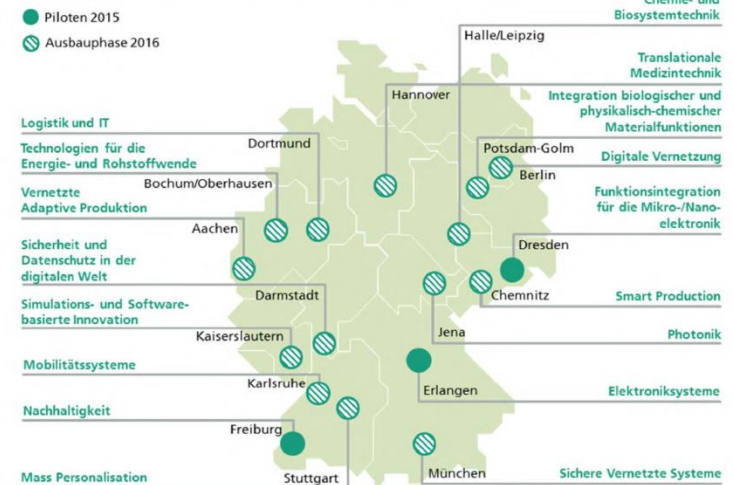 Piloten 2015
Ausbauphase 2016
Chemie- und
Biosystemtechnik
Halle/Leipzig
Translationale
Medizintechnik
Hannover
Integration biologischer und
physikalisch-chemischer
Materialfunktionen
Potsdam-Golm
Digitale Vernetzung
Berlin
Funktionsintegration
für die Mikro-/Nano-
elektronik
Dresden
Logistik und IT
Dortmund
Technologien für die
Energie- und Rohstoffwende
Bochum/Oberhausen
Vernetzte
Adaptive Produktion
Aachen
Sicherheit und
Datenschutz in der
digitalen Welt
Darmstadt
Chemnitz
Smart Production
Simulations- und Software-
basierte Innovation
Kaiserslautern
Jena
Photonik
Mobilitätssysteme
Karlsruhe
Erlangen
Elektroniksysteme
Nachhaltigkeit
Freiburg
Mass Personalisation
Stuttgart
München
Sichere Vernetzte Systeme